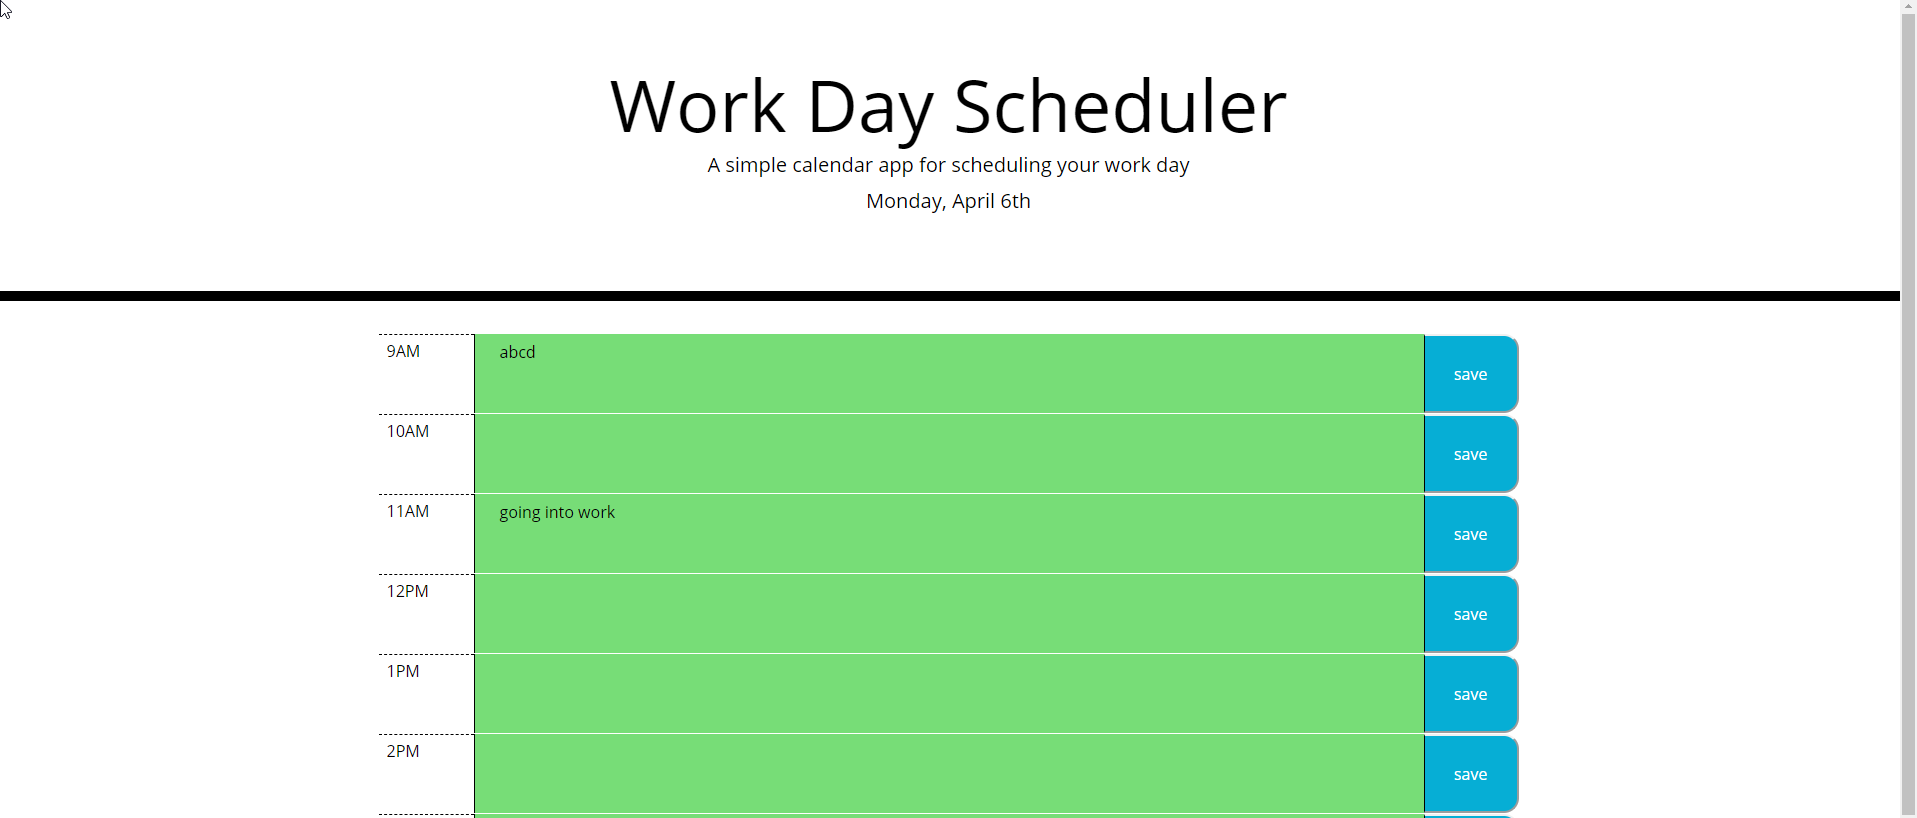 Work Day Scheduler
A simple calendar app for scheduling your work day
Monday, April 6th
9AM abcd save
10AM save
11AM going into work save
12PM save
1PM save
2PM save